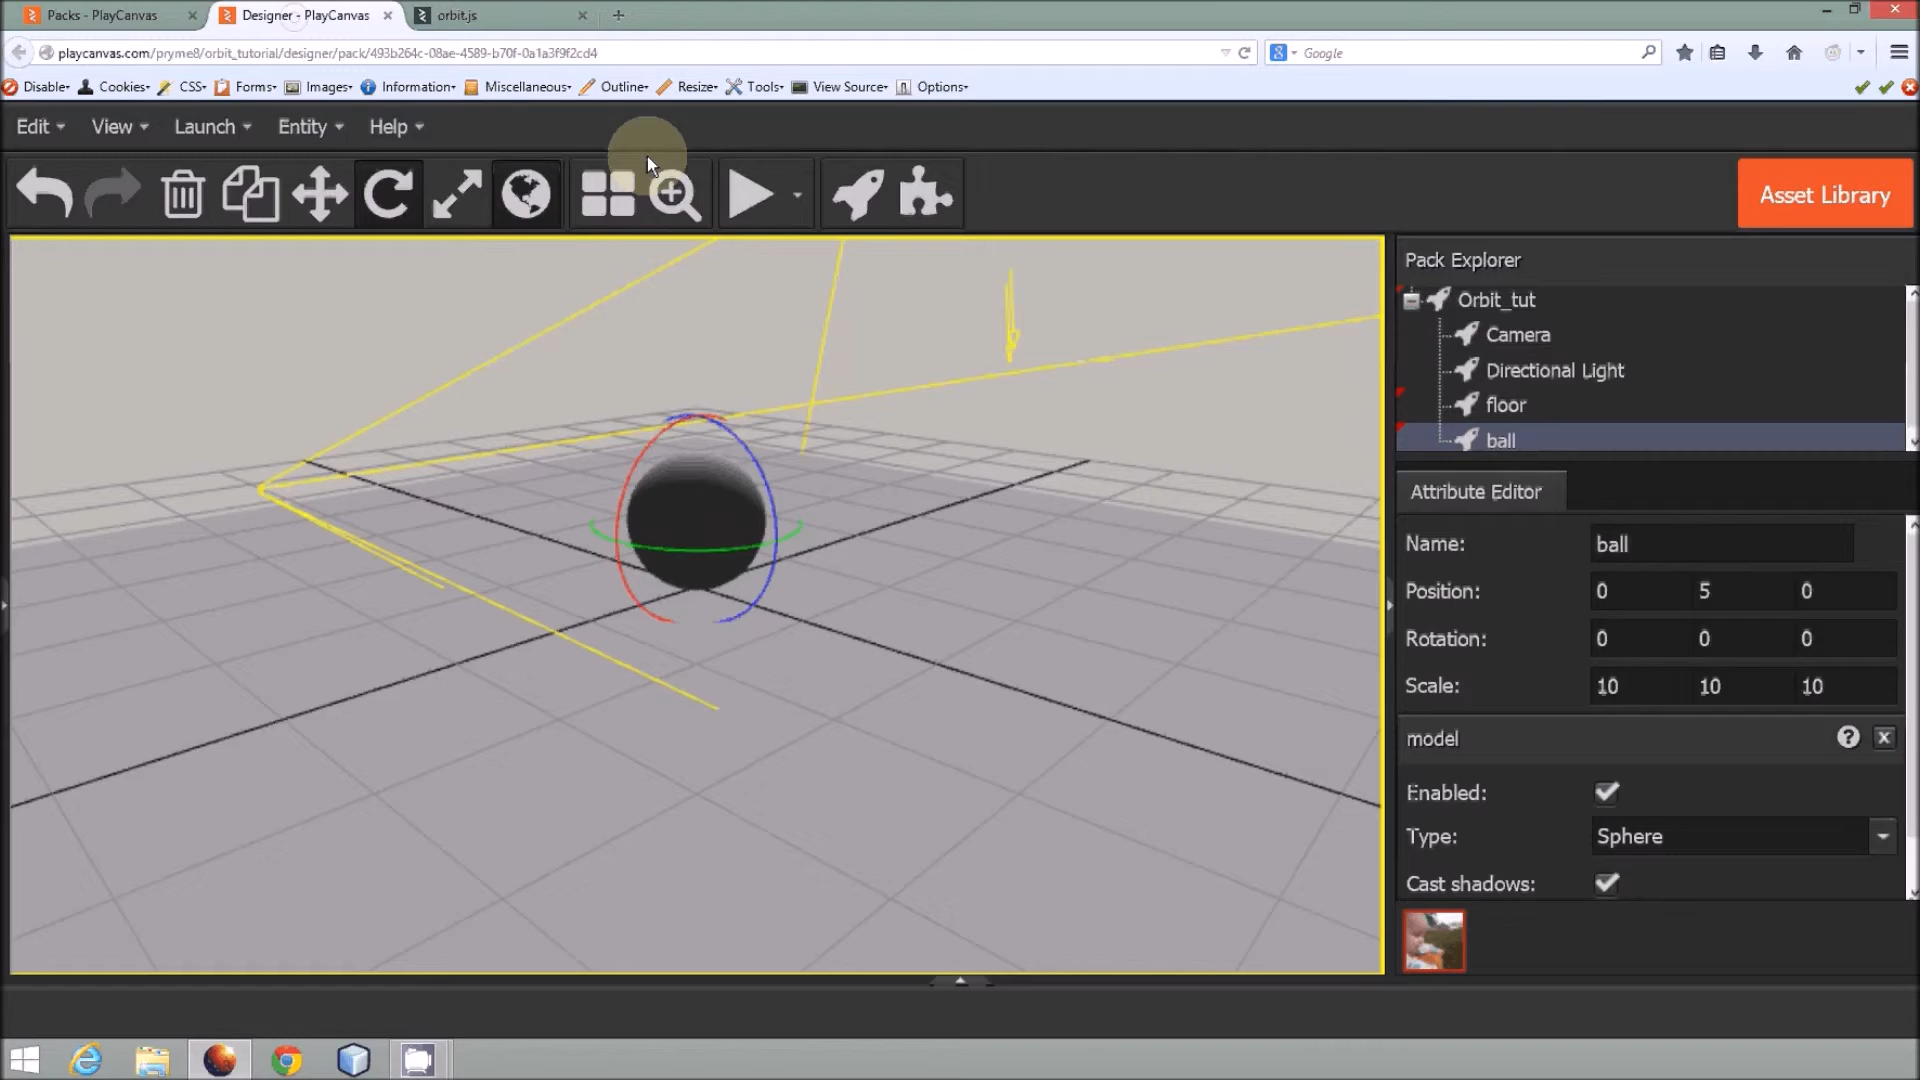 Packs - PlayCanvas
Designer - PlayCanvas
orbit.js
playcanvas.com/pryme8/orbit_tutorial/designer/pack/493b264c-08ae-4589-b70f-0a1a3f9f2cd4
Google
Disable Cookies CSS Forms Images Information Miscellaneous Outline Resize Tools View Source Options
Edit View Launch Entity Help
Asset Library
Pack Explorer
Orbit_tut
Camera
Directional Light
floor
ball
Attribute Editor
Name: ball
Position: 0 5 0
Rotation: 0 0 0
Scale: 10 10 10
model
Enabled:
Type: Sphere
Cast shadows: